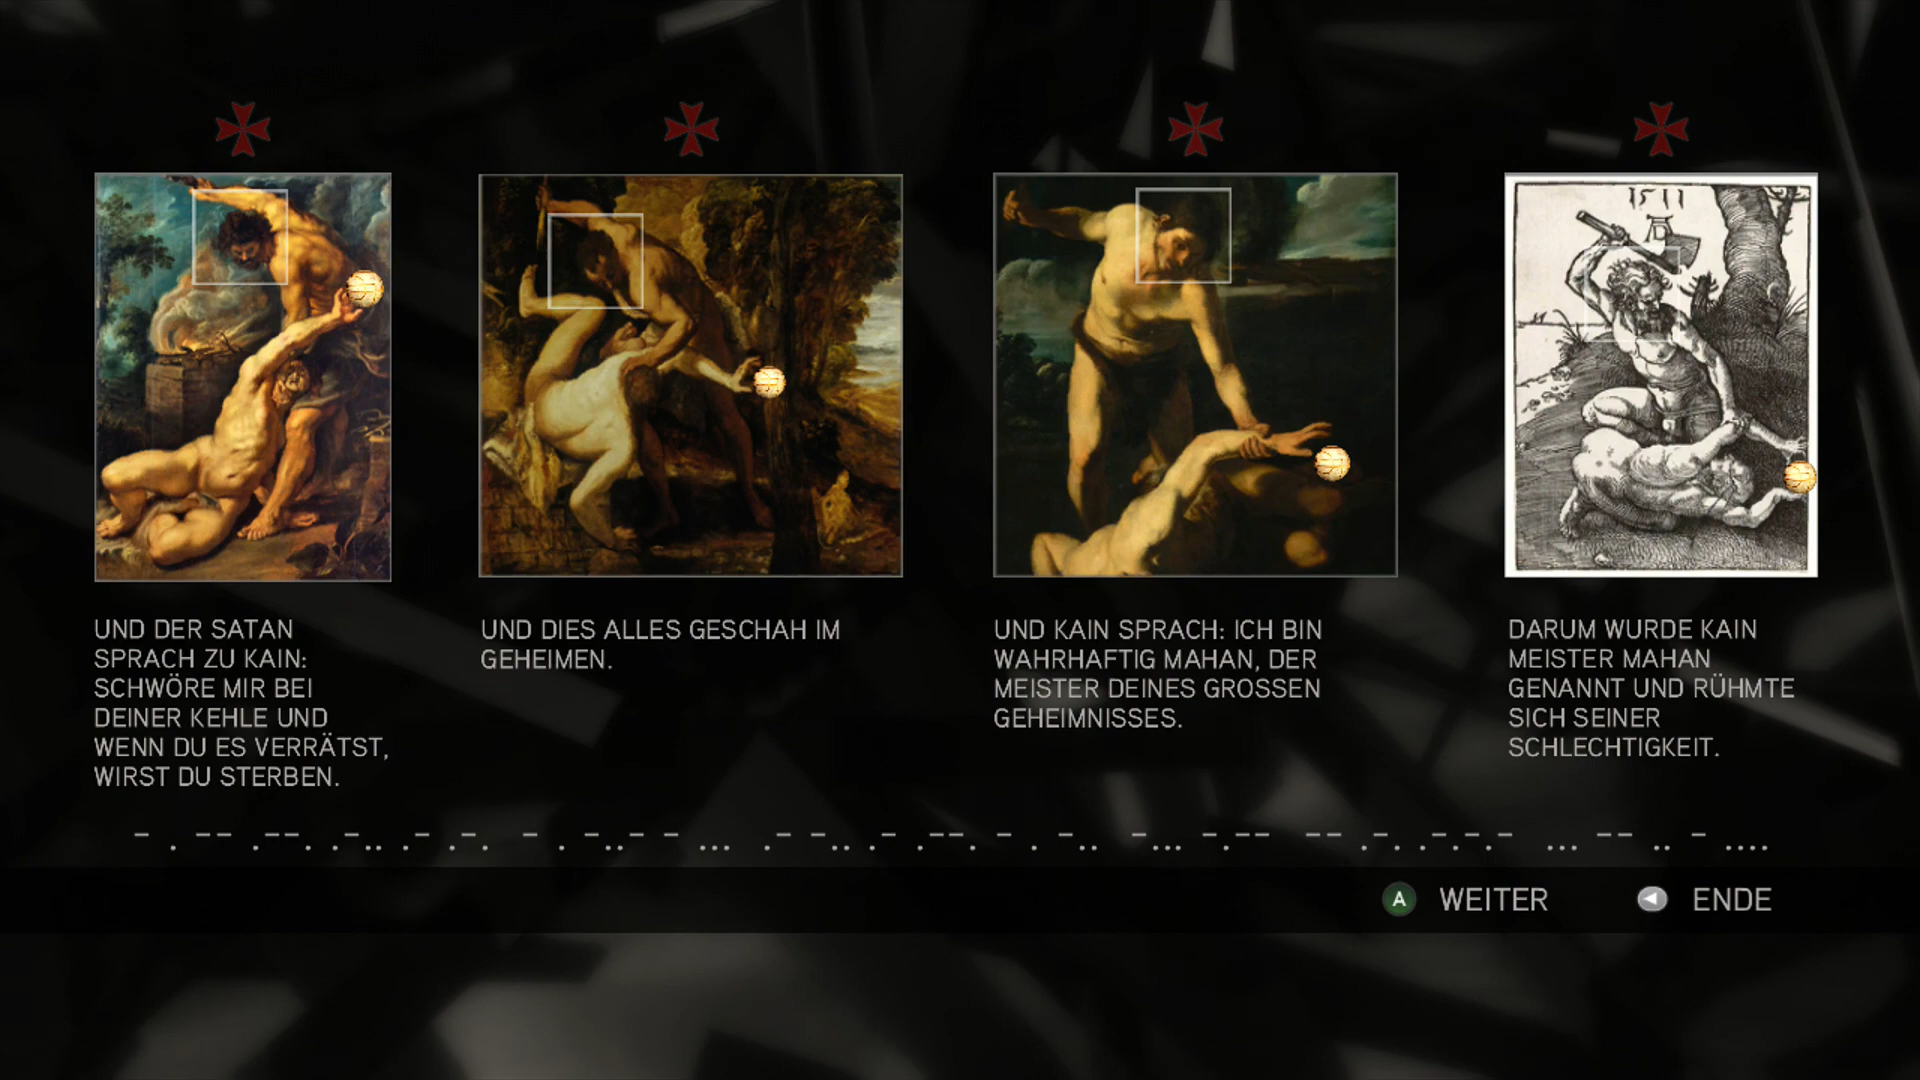 1511
AD
UND DER SATAN
SPRACH ZU KAIN:
SCHWÖRE MIR BEI
DEINER KEHLE UND
WENN DU ES VERRÄTST,
WIRST DU STERBEN.
UND DIES ALLES GESCHAH IM
GEHEIMEN.
UND KAIN SPRACH: ICH BIN
WAHRHAFTIG MAHAN, DER
MEISTER DEINES GROSSEN
GEHEIMNISSES.
DARUM WURDE KAIN
MEISTER MAHAN
GENANNT UND RÜHMTE
SICH SEINER
SCHLECHTIGKEIT.
A WEITER
ENDE